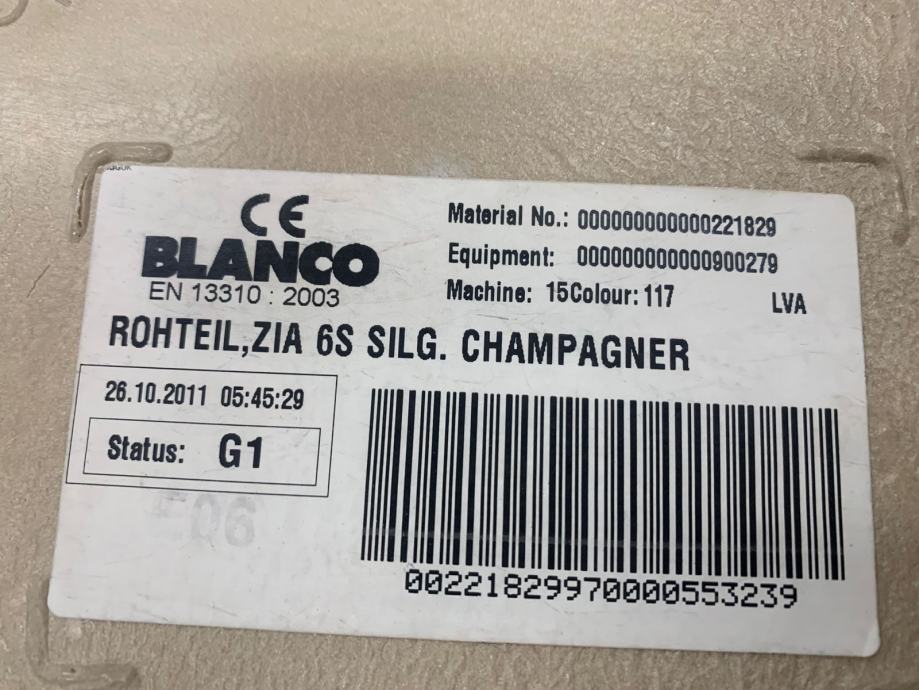 CE
BLANCO
EN 13310 : 2003
Material No.: 000000000000221829
Equipment: 000000000000900279
Machine: 15Colour: 117 LVA
ROHTEIL,ZIA 6S SILG. CHAMPAGNER
26.10.2011 05:45:29
Status: G1
06
00221829970000553239